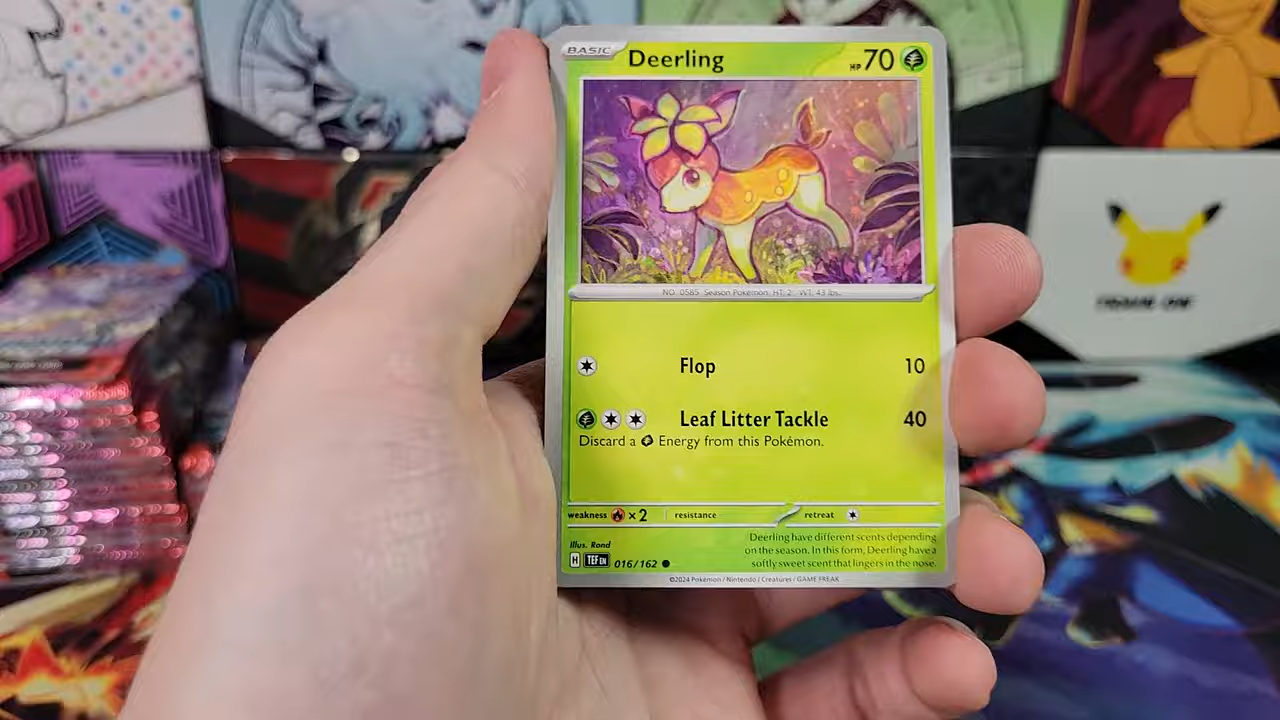 BASIC Deerling HP 70
NO. 0585 Season Pokémon HT: 2' WT: 43 lbs.
Flop 10
Leaf Litter Tackle 40
Discard a Energy from this Pokémon.
weakness ×2 resistance retreat
Illus. Rond
Deerling have different scents depending
on the season. In this form, Deerling have a
softly sweet scent that lingers in the nose.
H TEF EN 016/162
©2024 Pokémon / Nintendo / Creatures / GAME FREAK